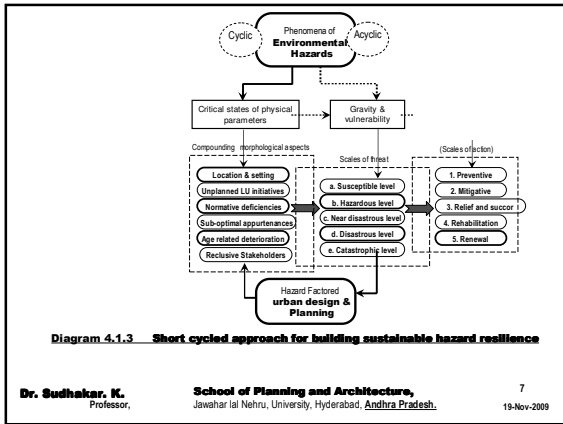 Cyclic
Phenomena of
Environmental
Hazards
Acyclic
Critical states of physical
parameters
Gravity &
vulnerability
Compounding morphological aspects
Scales of threat
(Scales of action)
Location & setting
Unplanned LU initiatives
Normative deficiencies
Sub-optimal appurtenances
Age related deterioration
Reclusive Stakeholders
a. Susceptible level
b. Hazardous level
c. Near disastrous level
d. Disastrous level
e. Catastrophic level
1. Preventive
2. Mitigative
3. Relief and succor
4. Rehabilitation
5. Renewal
Hazard Factored
urban design &
Planning
Diagram 4.1.3 Short cycled approach for building sustainable hazard resilience
Dr. Sudhakar. K.
Professor,
School of Planning and Architecture,
Jawahar lal Nehru, University, Hyderabad, Andhra Pradesh.
7
19-Nov-2009